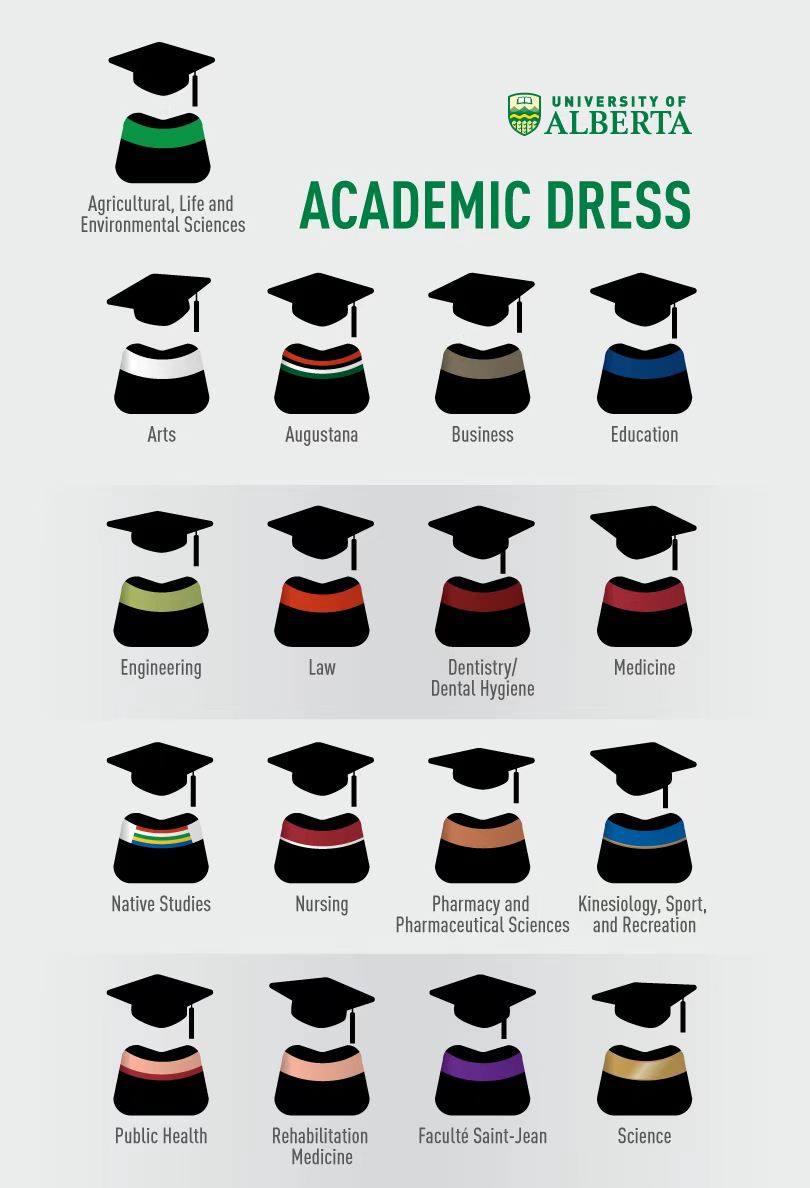 UNIVERSITY OF
ALBERTA
ACADEMIC DRESS
Agricultural, Life and
Environmental Sciences
Arts
Augustana
Business
Education
Engineering
Law
Dentistry/
Dental Hygiene
Medicine
Native Studies
Nursing
Pharmacy and
Pharmaceutical Sciences
Kinesiology, Sport,
and Recreation
Public Health
Rehabilitation
Medicine
Faculté Saint-Jean
Science